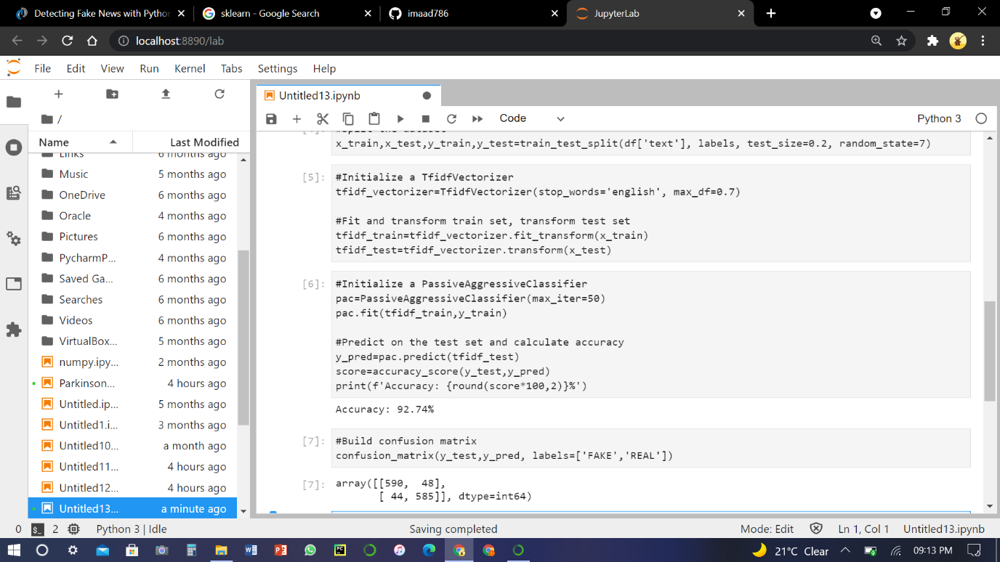 Detecting Fake News with Python
sklearn - Google Search
imaad786
JupyterLab
localhost:8890/lab
File Edit View Run Kernel Tabs Settings Help
Untitled13.ipynb
/
Code
Python 3
Name Last Modified
Links 6 months ago
Music 5 months ago
OneDrive 6 months ago
Oracle 4 months ago
Pictures 6 months ago
PycharmP... 4 months ago
Saved Ga... 6 months ago
Searches 6 months ago
Videos 6 months ago
VirtualBox... 5 months ago
numpy.ipy... 2 months ago
Parkinson... 4 hours ago
Untitled.ip... 5 months ago
Untitled1.i... 3 months ago
Untitled10... a month ago
Untitled11... 4 hours ago
Untitled12... 4 hours ago
Untitled13... a minute ago
#Split the dataset
x_train,x_test,y_train,y_test=train_test_split(df['text'], labels, test_size=0.2, random_state=7)
[5]: #Initialize a TfidfVectorizer
tfidf_vectorizer=TfidfVectorizer(stop_words='english', max_df=0.7)
#Fit and transform train set, transform test set
tfidf_train=tfidf_vectorizer.fit_transform(x_train)
tfidf_test=tfidf_vectorizer.transform(x_test)
[6]: #Initialize a PassiveAggressiveClassifier
pac=PassiveAggressiveClassifier(max_iter=50)
pac.fit(tfidf_train,y_train)
#Predict on the test set and calculate accuracy
y_pred=pac.predict(tfidf_test)
score=accuracy_score(y_test,y_pred)
print(f'Accuracy: {round(score*100,2)}%')
Accuracy: 92.74%
[7]: #Build confusion matrix
confusion_matrix(y_test,y_pred, labels=['FAKE','REAL'])
[7]: array([[590, 48],
[ 44, 585]], dtype=int64)
0 2 Python 3 | Idle Saving completed Mode: Edit Ln 1, Col 1 Untitled13.ipynb
21°C Clear 09:13 PM